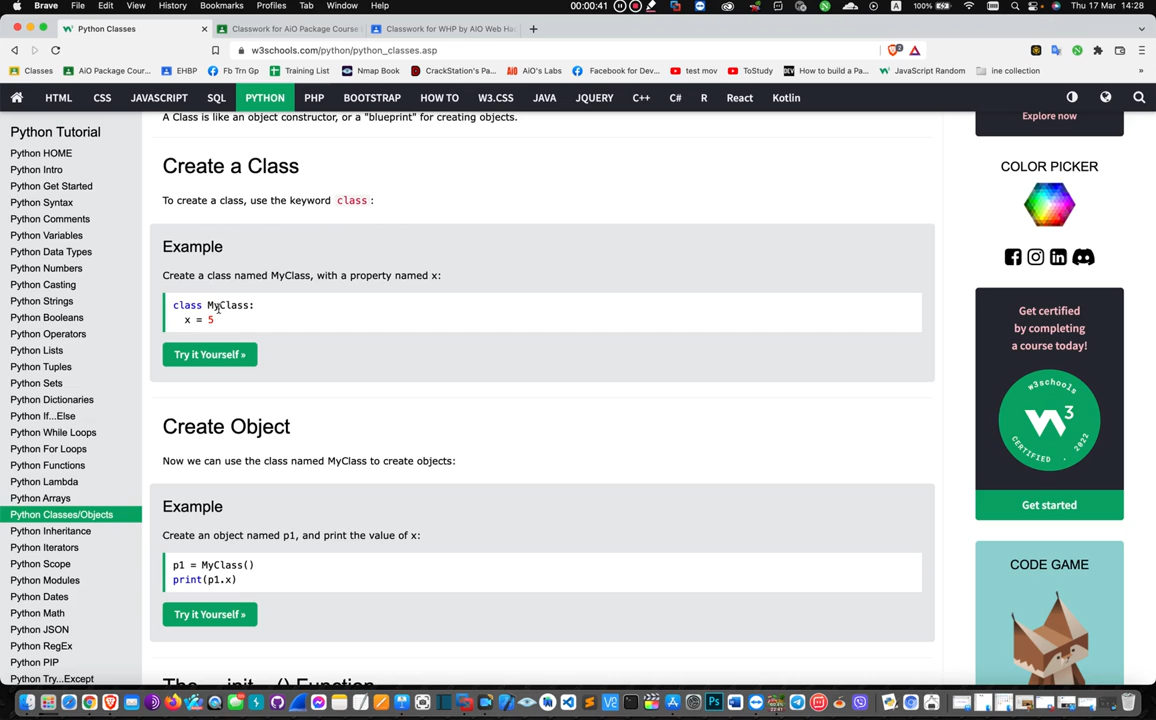 Brave File Edit View History Bookmarks Profiles Tab Window Help 00:00:41 100% Thu 17 Mar 14:28
Python Classes
Classwork for AiO Package Course
Classwork for WHP by AIO Web Ha
w3schools.com/python/python_classes.asp
Classes AiO Package Cour... EHBP Fb Trn Gp Training List Nmap Book CrackStation's Pa... AiO's Labs Facebook for Dev... test mov ToStudy How to build a Pa... JavaScript Random ine collection
HTML CSS JAVASCRIPT SQL PYTHON PHP BOOTSTRAP HOW TO W3.CSS JAVA JQUERY C++ C# R React Kotlin
Python Tutorial
Python HOME
Python Intro
Python Get Started
Python Syntax
Python Comments
Python Variables
Python Data Types
Python Numbers
Python Casting
Python Strings
Python Booleans
Python Operators
Python Lists
Python Tuples
Python Sets
Python Dictionaries
Python If...Else
Python While Loops
Python For Loops
Python Functions
Python Lambda
Python Arrays
Python Classes/Objects
Python Inheritance
Python Iterators
Python Scope
Python Modules
Python Dates
Python Math
Python JSON
Python RegEx
Python PIP
Python Try...Except
A Class is like an object constructor, or a "blueprint" for creating objects.
Create a Class
To create a class, use the keyword class:
Example
Create a class named MyClass, with a property named x:
class MyClass:
x = 5
Try it Yourself »
Create Object
Now we can use the class named MyClass to create objects:
Example
Create an object named p1, and print the value of x:
p1 = MyClass()
print(p1.x)
Try it Yourself »
Explore now
COLOR PICKER
Get certified
by completing
a course today!
w3schools
W3
CERTIFIED . 2022
Get started
CODE GAME